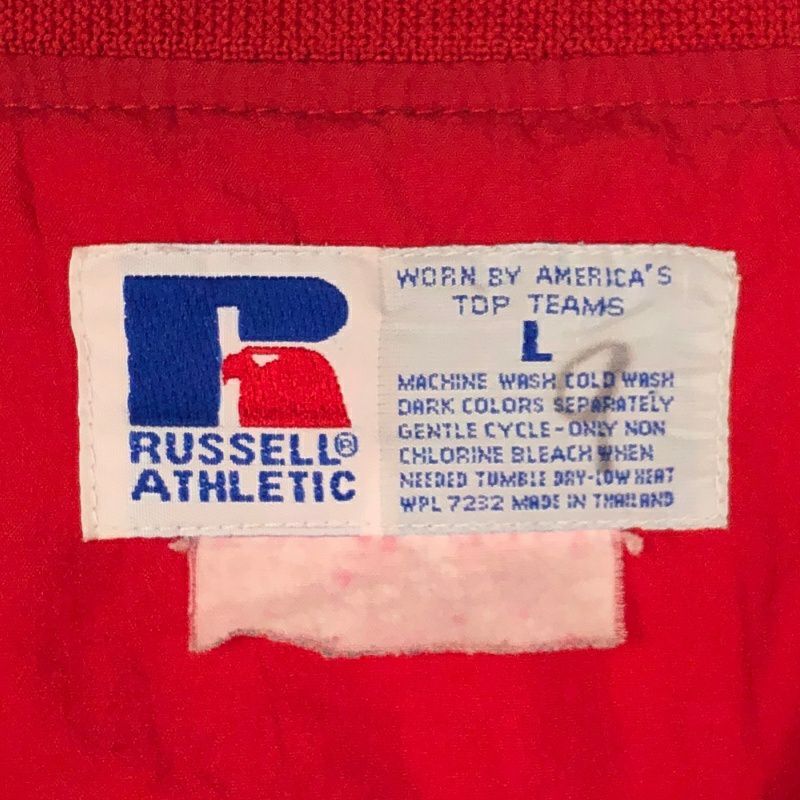 RUSSELL®
ATHLETIC
WORN BY AMERICA'S
TOP TEAMS
L
MACHINE WASH COLD WASH
DARK COLORS SEPARATELY
GENTLE CYCLE-ONLY NON
CHLORINE BLEACH WHEN
NEEDED TUMBLE DRY-LOW HEAT
WPL 7232 MADE IN THAILAND